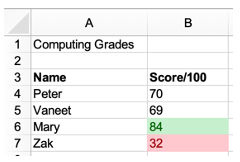 A B
1 Computing Grades
2
3 Name Score/100
4 Peter 70
5 Vaneet 69
6 Mary 84
7 Zak 32